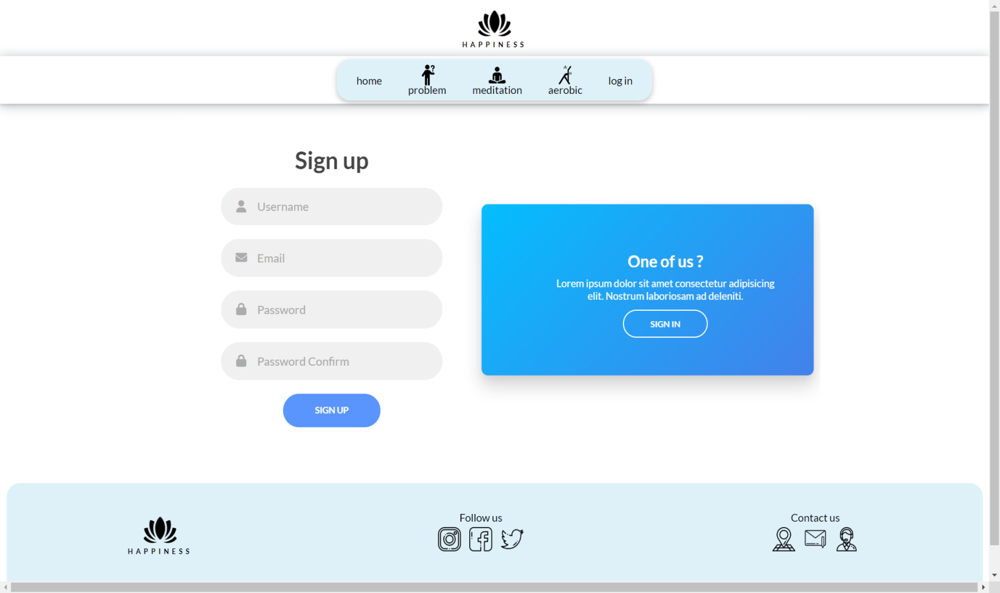 HAPPINESS
home
problem
meditation
aerobic
log in
Sign up
Username
Email
Password
Password Confirm
SIGN UP
One of us ?
Lorem ipsum dolor sit amet consectetur adipisicing
elit. Nostrum laboriosam ad deleniti.
SIGN IN
HAPPINESS
Follow us
Contact us